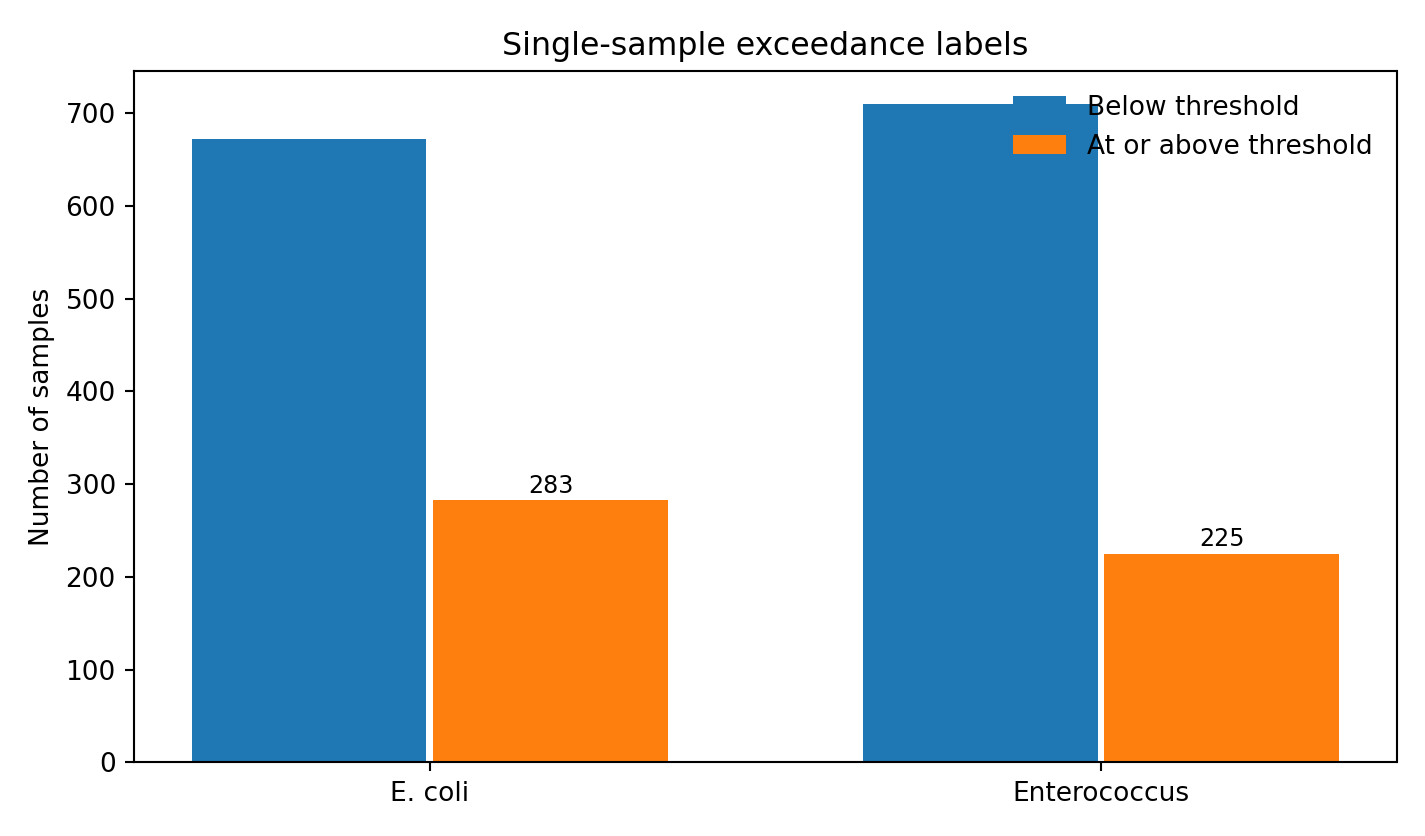 Single-sample exceedance labels
Below threshold
At or above threshold
Number of samples
700
600
500
400
300
200
100
0
283
225
E. coli
Enterococcus